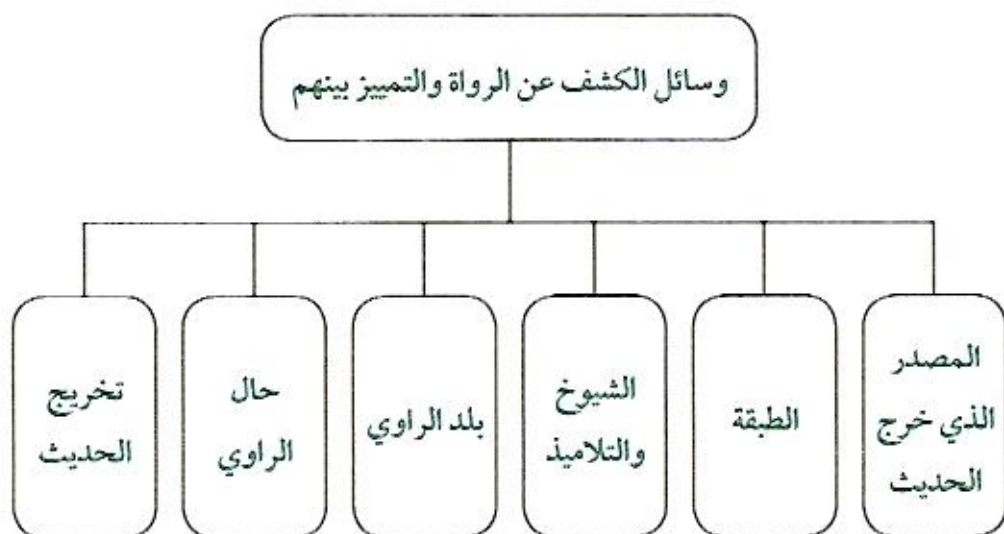 وسائل الكشف عن الرواة والتمييز بينهم
المصدر
الذي خرج
الحديث
الطبقة
الشيوخ
والتلاميذ
بلد الراوي
حال
الراوي
تخريج
الحديث